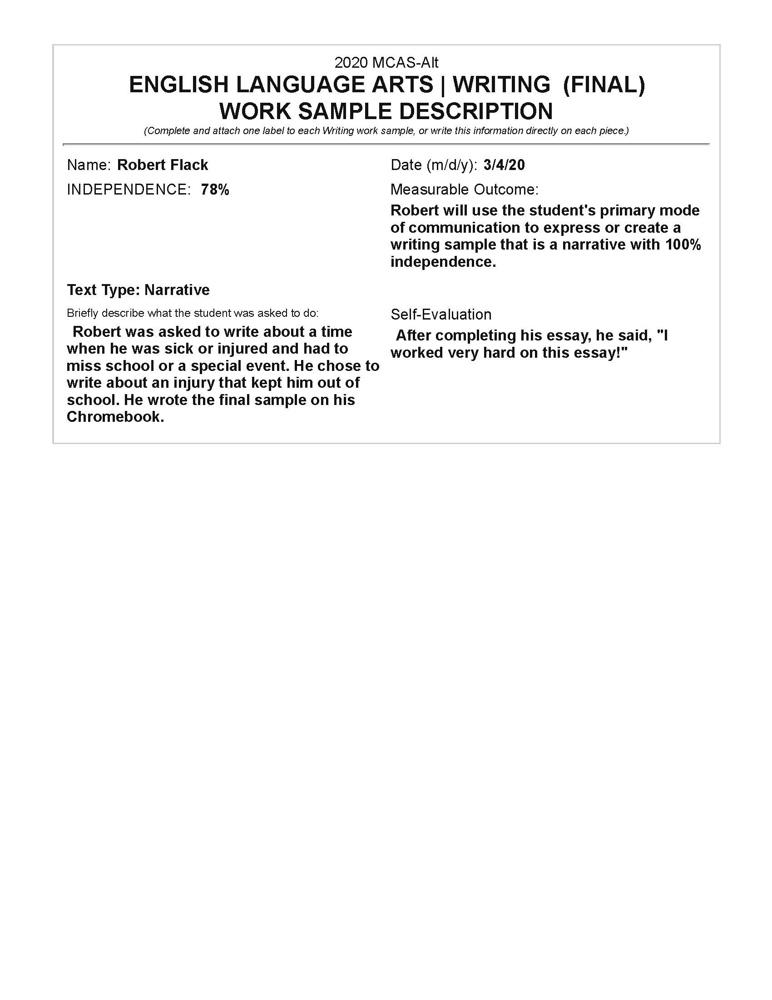 2020 MCAS-Alt
ENGLISH LANGUAGE ARTS | WRITING (FINAL)
WORK SAMPLE DESCRIPTION
(Complete and attach one label to each Writing work sample, or write this information directly on each piece.)
Name: Robert Flack
Date (m/d/y): 3/4/20
INDEPENDENCE: 78%
Measurable Outcome:
Robert will use the student's primary mode
of communication to express or create a
writing sample that is a narrative with 100%
independence.
Text Type: Narrative
Briefly describe what the student was asked to do:
Robert was asked to write about a time
when he was sick or injured and had to
miss school or a special event. He chose to
write about an injury that kept him out of
school. He wrote the final sample on his
Chromebook.
Self-Evaluation
After completing his essay, he said, "I
worked very hard on this essay!"